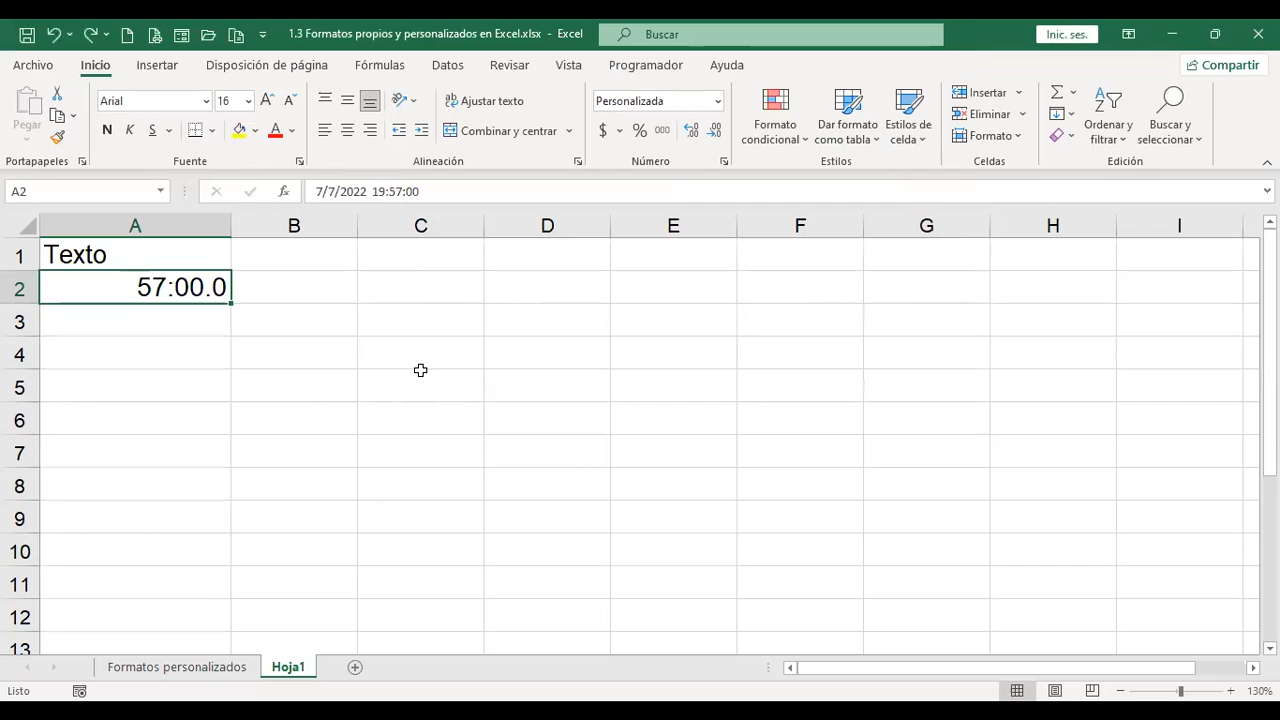 1.3 Formatos propios y personalizados en Excel.xlsx - Excel
Buscar
Inic. ses.
Archivo Inicio Insertar Disposición de página Fórmulas Datos Revisar Vista Programador Ayuda Compartir
Pegar
Portapapeles
Arial 16
N K S A
Fuente
Ajustar texto
Combinar y centrar
Alineación
Personalizada
$ % 000
Número
Formato condicional
Dar formato como tabla
Estilos de celda
Estilos
Insertar
Eliminar
Formato
Celdas
Ordenar y filtrar
Buscar y seleccionar
Edición
A2 fx 7/7/2022 19:57:00
A B C D E F G H I
1 Texto
2 57:00.0
3
4
5
6
7
8
9
10
11
12
13
Formatos personalizados Hoja1
Listo 130%